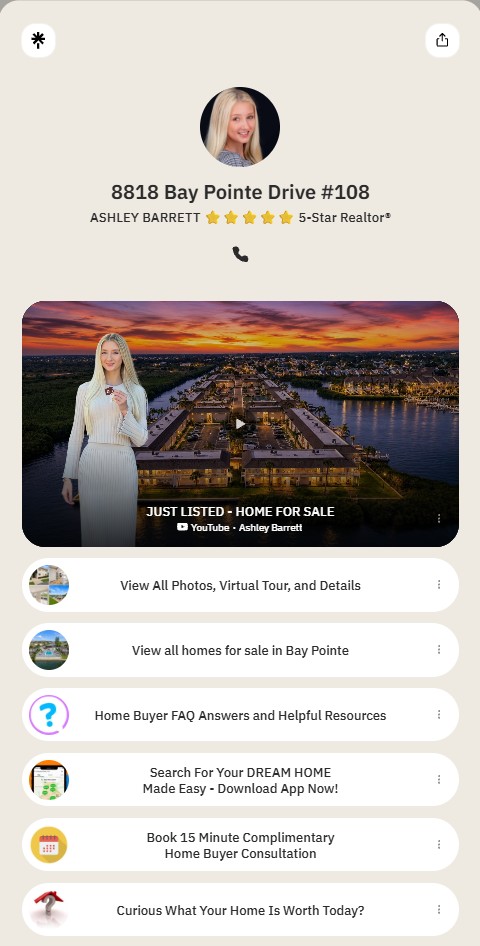 8818 Bay Pointe Drive #108
ASHLEY BARRETT ⭐⭐⭐⭐⭐ 5-Star Realtor®
JUST LISTED - HOME FOR SALE
YouTube • Ashley Barrett
View All Photos, Virtual Tour, and Details
View all homes for sale in Bay Pointe
Home Buyer FAQ Answers and Helpful Resources
Search For Your DREAM HOME
Made Easy - Download App Now!
Book 15 Minute Complimentary
Home Buyer Consultation
Curious What Your Home Is Worth Today?